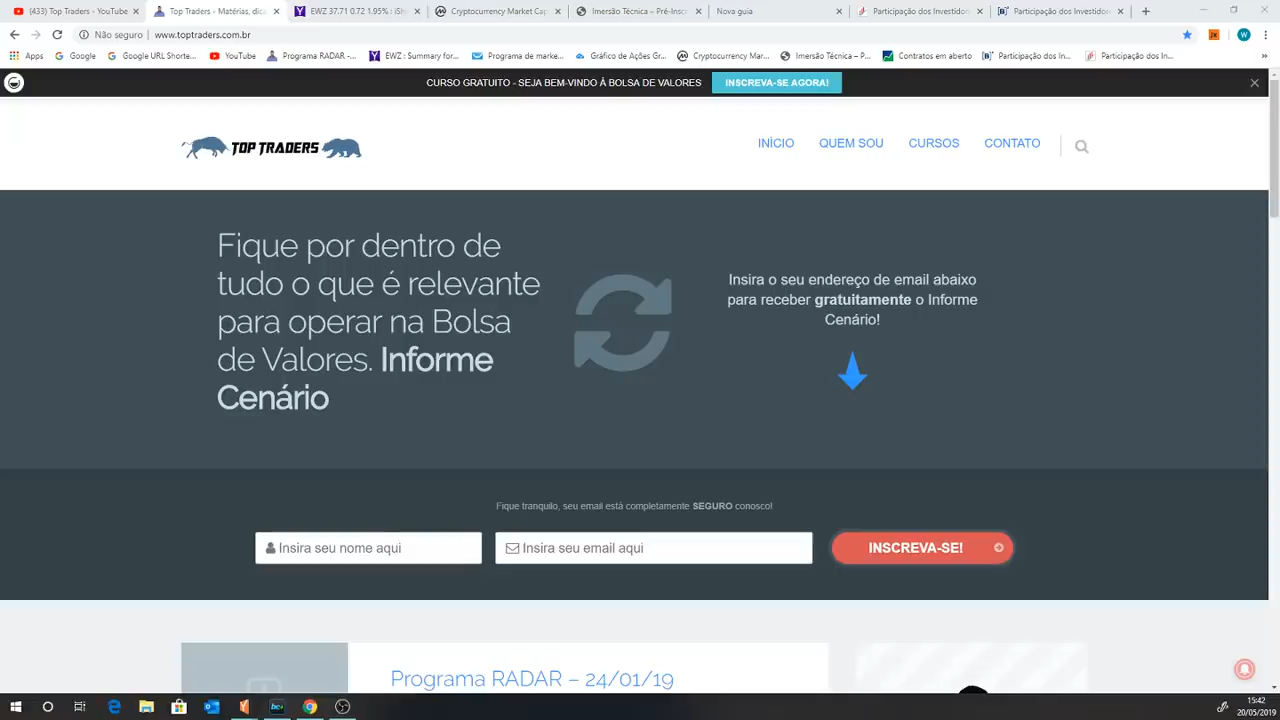 (433) Top Traders - YouTube
Top Traders - Matérias, dica
EWZ 37.71 0.72 1.95% : iSh
Cryptocurrency Market Cap
Imersão Técnica – Pré-Inscr
Nova guia
Participação dos Investidor
Participação dos Investidor
Não seguro | www.toptraders.com.br
Apps
Google
Google URL Shorte...
YouTube
Programa RADAR -...
EWZ : Summary for...
Programa de marke...
Gráfico de Ações Gr...
Cryptocurrency Mar...
Imersão Técnica – P...
Contratos em aberto
Participação dos In...
Participação dos In...
CURSO GRATUITO - SEJA BEM-VINDO À BOLSA DE VALORES INSCREVA-SE AGORA!
TOP TRADERS
INÍCIO QUEM SOU CURSOS CONTATO
Fique por dentro de
tudo o que é relevante
para operar na Bolsa
de Valores. Informe
Cenário
Insira o seu endereço de email abaixo
para receber gratuitamente o Informe
Cenário!
Fique tranquilo, seu email está completamente SEGURO conosco!
Insira seu nome aqui
Insira seu email aqui
INSCREVA-SE!
Programa RADAR – 24/01/19
15:42
20/05/2019